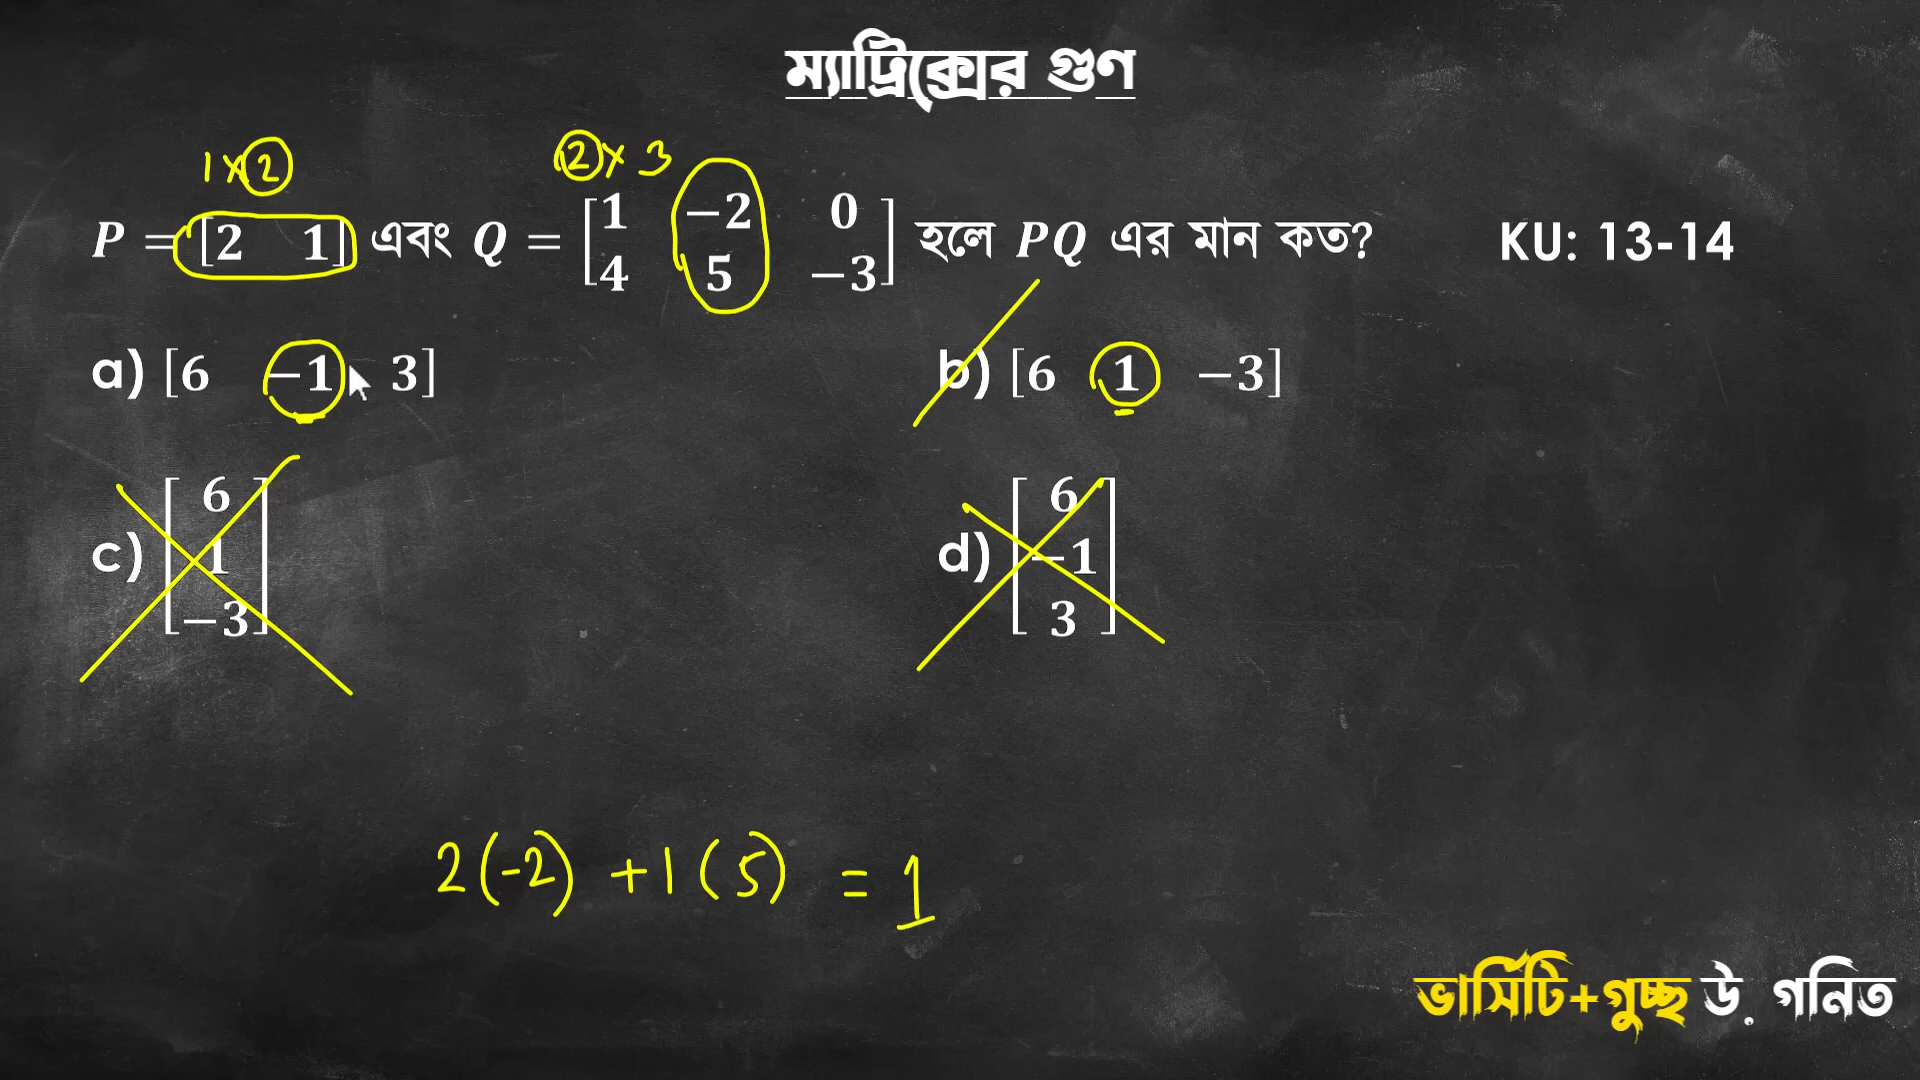 ম্যাট্রিক্সের গুণ
1×2 2×3
P = [2 1] এবং Q = [1 −2 0; 4 5 −3] হলে PQ এর মান কত? KU: 13-14
a) [6 −1 3] b) [6 1 −3]
c) [6; 1; −3] d) [6; −1; 3]
2(-2) +1(5) = 1
ভার্সিটি+গুচ্ছ উ. গনিত